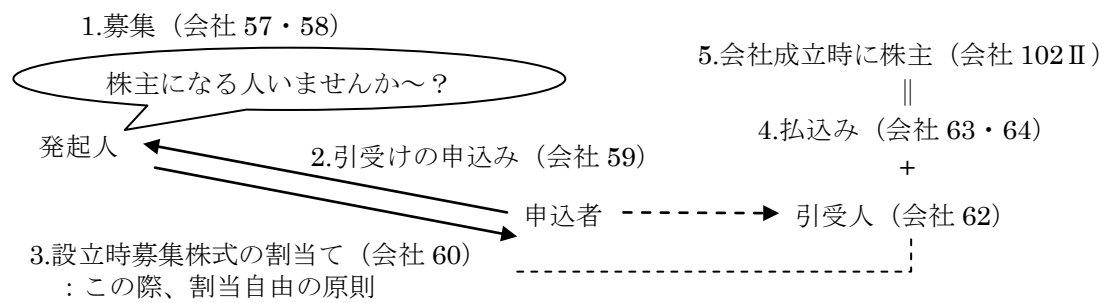 1.募集（会社 57・58）
株主になる人いませんか～？
5.会社成立時に株主（会社 102Ⅱ）
∥
4.払込み（会社 63・64）
+
発起人
2.引受けの申込み（会社 59）
申込者
引受人（会社 62）
3.設立時募集株式の割当て（会社 60）
：この際、割当自由の原則